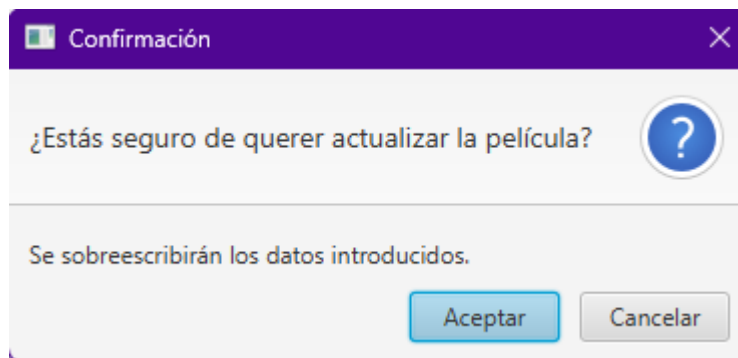 Confirmación
¿Estás seguro de querer actualizar la película?
Se sobreescribirán los datos introducidos.
Aceptar
Cancelar